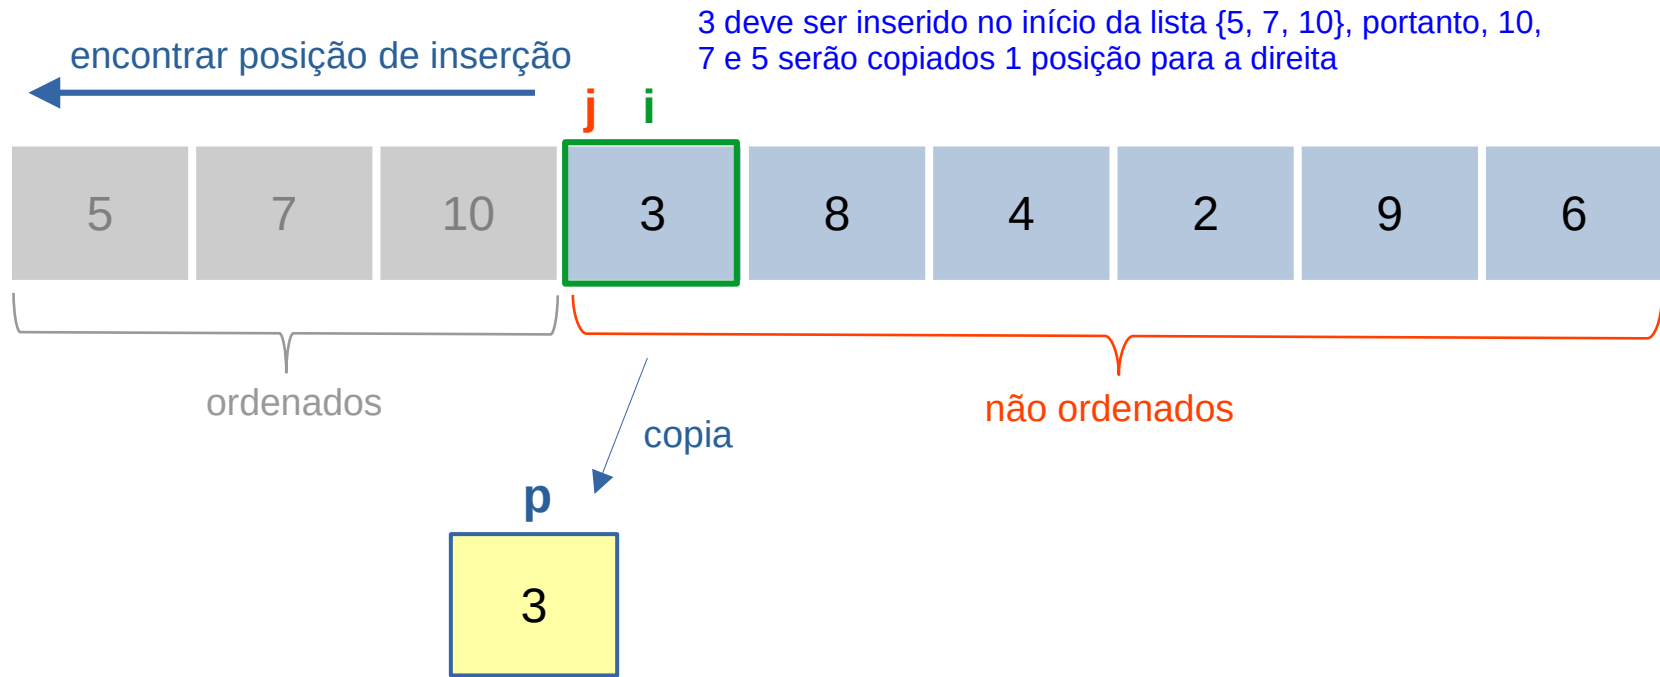 3 deve ser inserido no início da lista {5, 7, 10}, portanto, 10,
7 e 5 serão copiados 1 posição para a direita
encontrar posição de inserção
j i
5 7 10 3 8 4 2 9 6
ordenados
não ordenados
copia
p
3